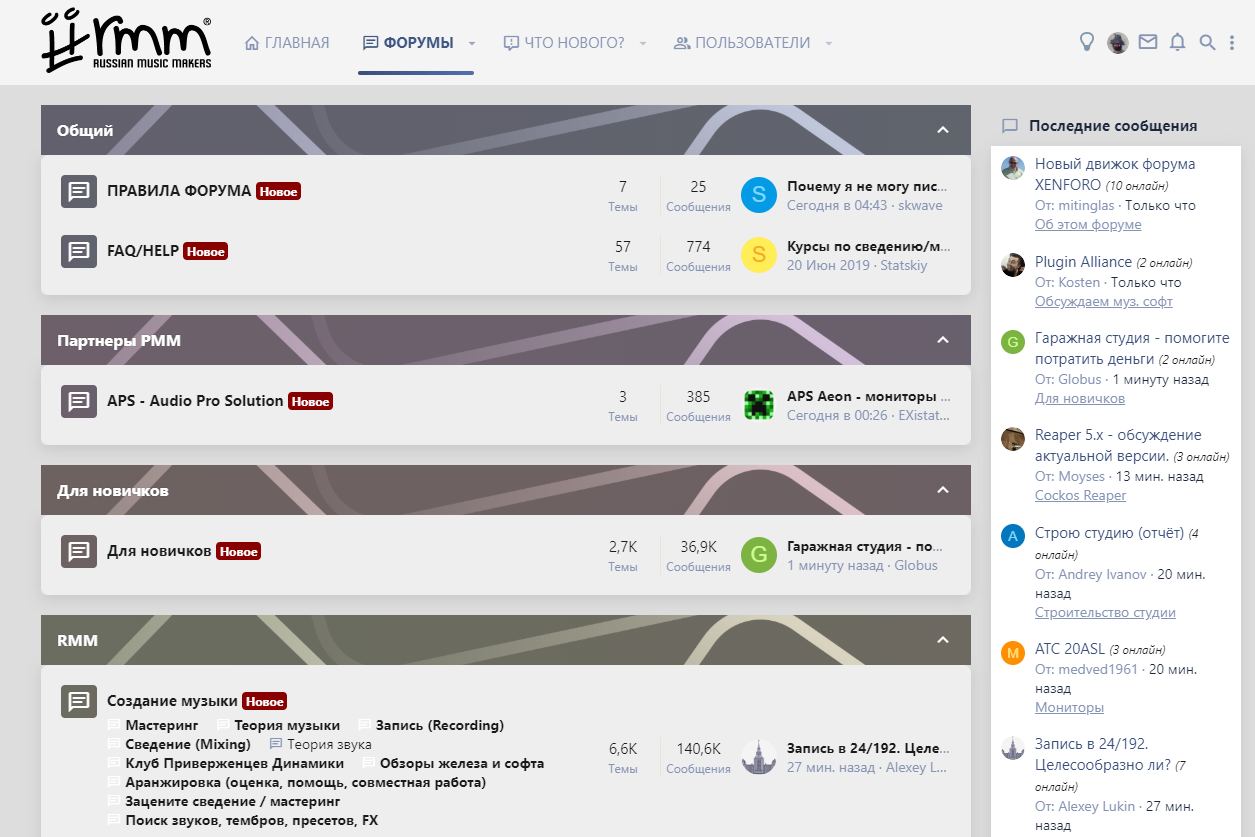 rmm®
RUSSIAN MUSIC MAKERS
ГЛАВНАЯ
ФОРУМЫ
ЧТО НОВОГО?
ПОЛЬЗОВАТЕЛИ
Общий
ПРАВИЛА ФОРУМА Новое
7
Темы
25
Сообщения
S
Почему я не могу пис...
Сегодня в 04:43 · skwave
FAQ/HELP Новое
57
Темы
774
Сообщения
S
Курсы по сведению/м...
20 Июн 2019 · Statskiy
Партнеры РММ
APS - Audio Pro Solution Новое
3
Темы
385
Сообщения
APS Aeon - мониторы ...
Сегодня в 00:26 · EXistat...
Для новичков
Для новичков Новое
2,7K
Темы
36,9K
Сообщения
G
Гаражная студия - по...
1 минуту назад · Globus
RMM
Создание музыки Новое
Мастеринг Теория музыки Запись (Recording)
Сведение (Mixing) Теория звука
Клуб Приверженцев Динамики Обзоры железа и софта
Аранжировка (оценка, помощь, совместная работа)
Зацените сведение / мастеринг
Поиск звуков, тембров, пресетов, FX
6,6K
Темы
140,6K
Сообщения
Запись в 24/192. Целе...
27 мин. назад · Alexey L...
Последние сообщения
Новый движок форума
XENFORO (10 онлайн)
От: mitinglas · Только что
Об этом форуме
Plugin Alliance (2 онлайн)
От: Kosten · Только что
Обсуждаем муз. софт
G
Гаражная студия - помогите
потратить деньги (2 онлайн)
От: Globus · 1 минуту назад
Для новичков
Reaper 5.x - обсуждение
актуальной версии. (3 онлайн)
От: Moyses · 13 мин. назад
Cockos Reaper
A
Строю студию (отчёт) (4
онлайн)
От: Andrey Ivanov · 20 мин.
назад
Строительство студии
M
ATC 20ASL (3 онлайн)
От: medved1961 · 20 мин.
назад
Мониторы
Запись в 24/192.
Целесообразно ли? (7
онлайн)
От: Alexey Lukin · 27 мин.
назад